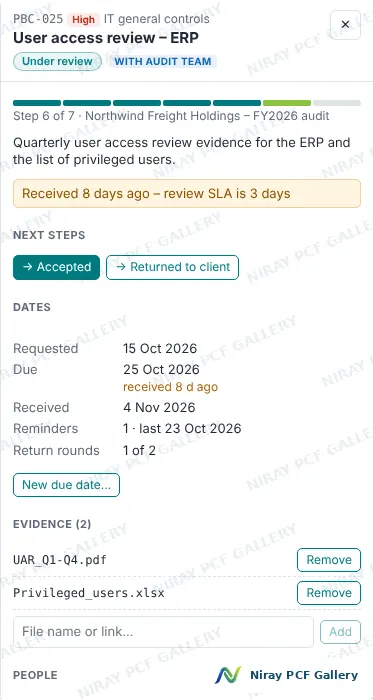 PBC-025 High IT general controls
×
User access review – ERP
Under review WITH AUDIT TEAM
Step 6 of 7 · Northwind Freight Holdings – FY2026 audit
Quarterly user access review evidence for the ERP and
the list of privileged users.
Received 8 days ago – review SLA is 3 days
NEXT STEPS
→ Accepted → Returned to client
DATES
Requested 15 Oct 2026
Due 25 Oct 2026
received 8 d ago
Received 4 Nov 2026
Reminders 1 · last 23 Oct 2026
Return rounds 1 of 2
New due date...
EVIDENCE (2)
UAR_Q1-Q4.pdf Remove
Privileged_users.xlsx Remove
File name or link... Add
PEOPLE
Niray PCF Gallery
NIRAY PCF GALLERY